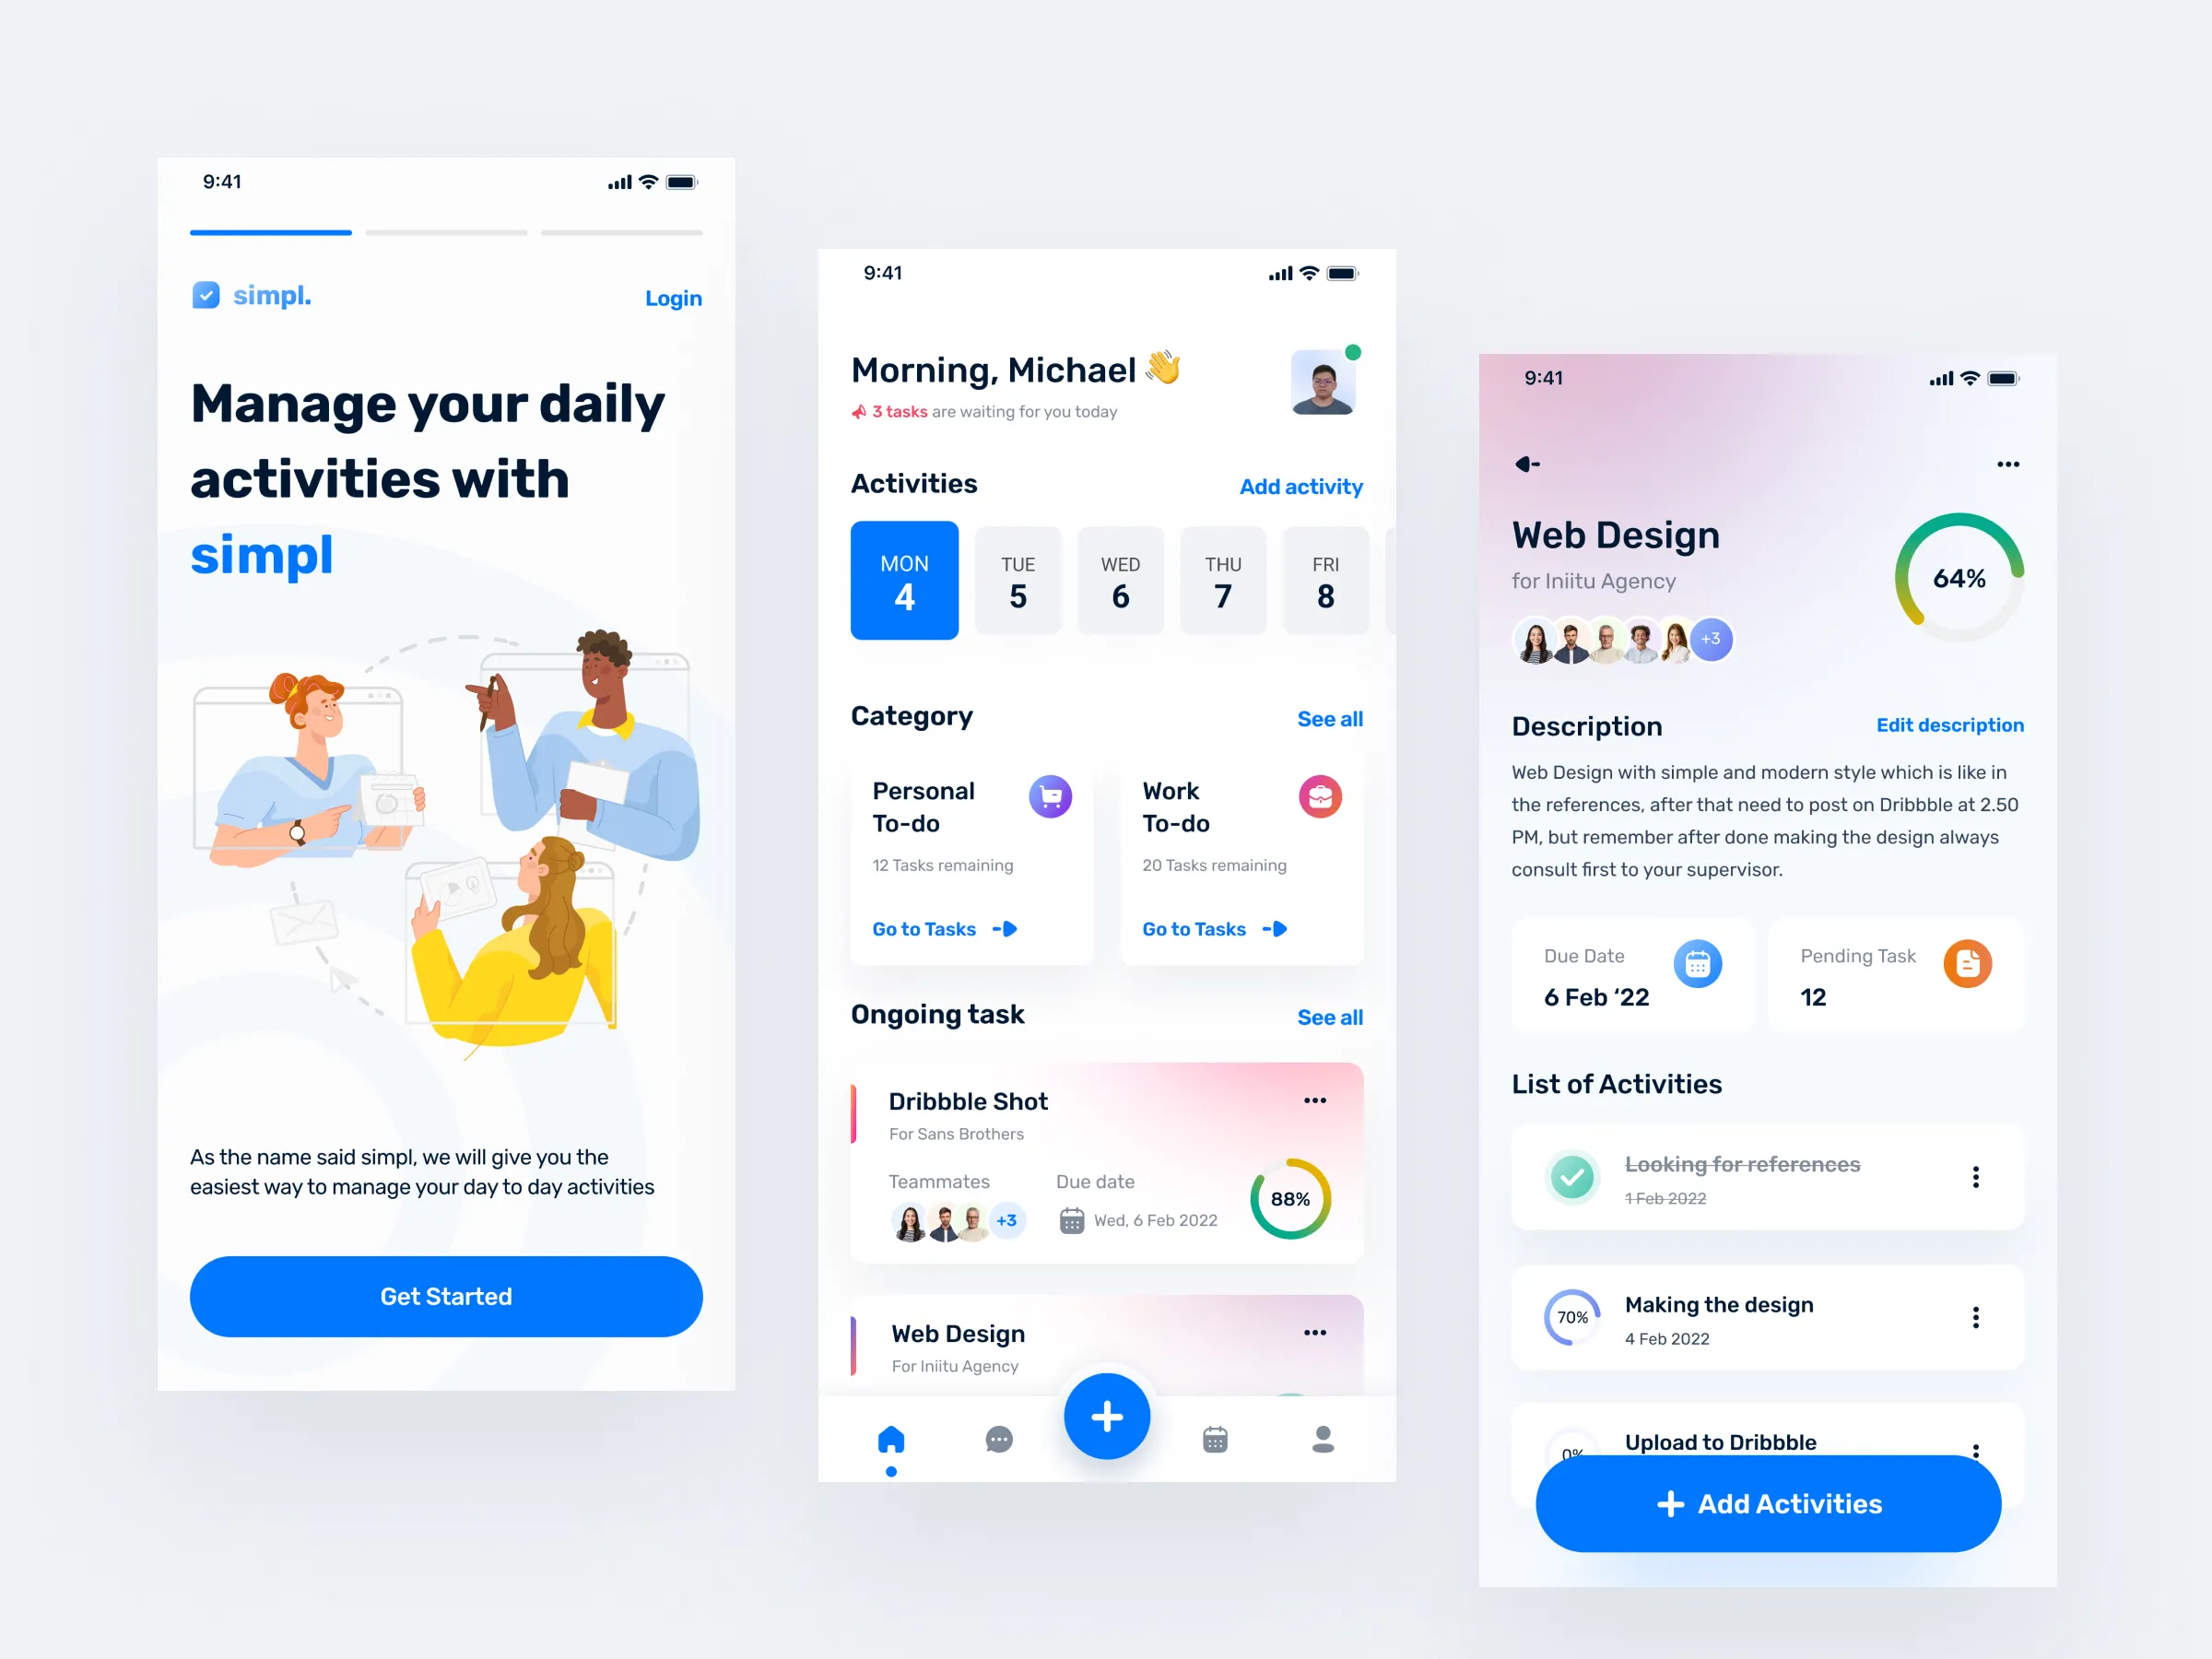 9:41
simpl.
Login
Manage your daily
activities with
simpl
As the name said simpl, we will give you the
easiest way to manage your day to day activities
Get Started
9:41
Morning, Michael 👋
3 tasks are waiting for you today
Activities
Add activity
MON
4
TUE
5
WED
6
THU
7
FRI
8
Category
See all
Personal
To-do
12 Tasks remaining
Go to Tasks
Work
To-do
20 Tasks remaining
Go to Tasks
Ongoing task
See all
Dribbble Shot
For Sans Brothers
Teammates
+3
Due date
Wed, 6 Feb 2022
88%
Web Design
For Iniitu Agency
9:41
Web Design
for Iniitu Agency
+3
64%
Description
Edit description
Web Design with simple and modern style which is like in
the references, after that need to post on Dribbble at 2.50
PM, but remember after done making the design always
consult first to your supervisor.
Due Date
6 Feb ‘22
Pending Task
12
List of Activities
Looking for references
1 Feb 2022
70%
Making the design
4 Feb 2022
0%
Upload to Dribbble
Add Activities